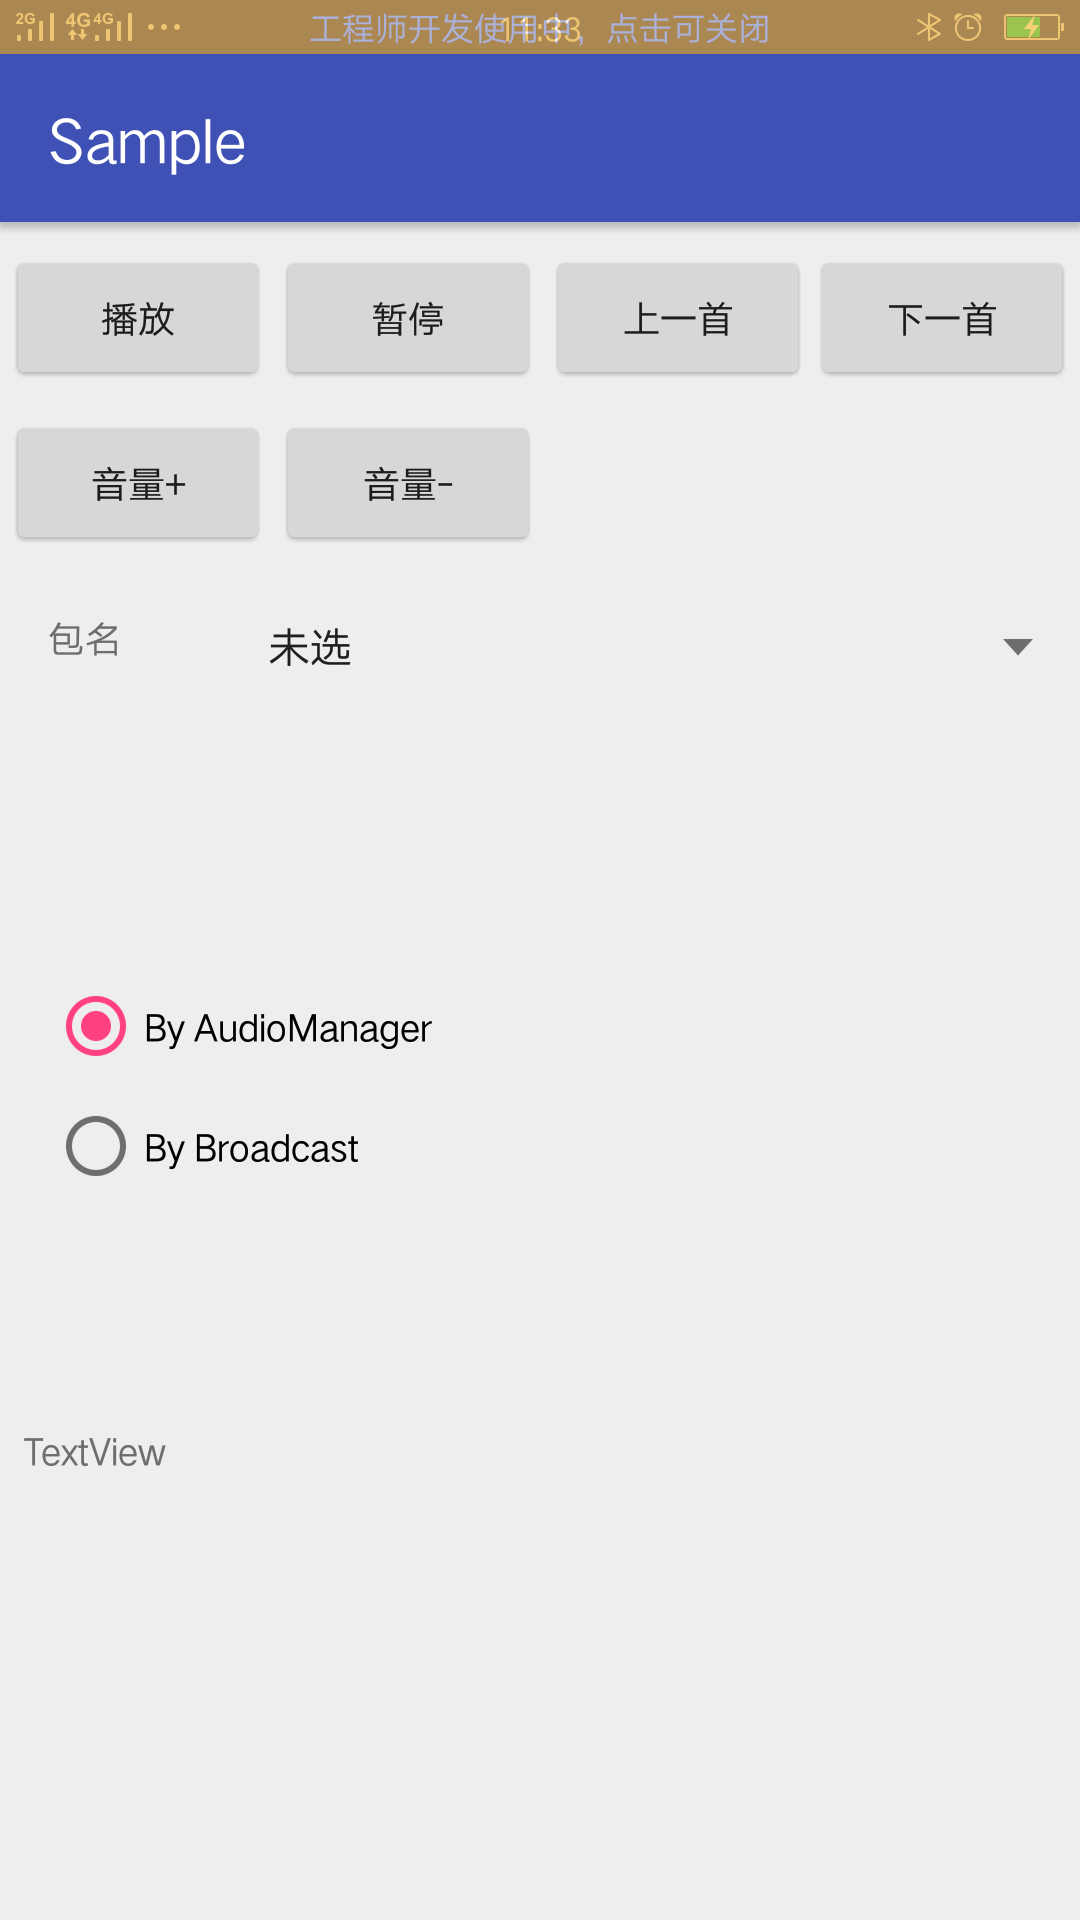 2G 4G 4G 工程师开发使用中，点击可关闭 11:33
Sample
播放 暂停 上一首 下一首
音量+ 音量-
包名 未选
By AudioManager
By Broadcast
TextView